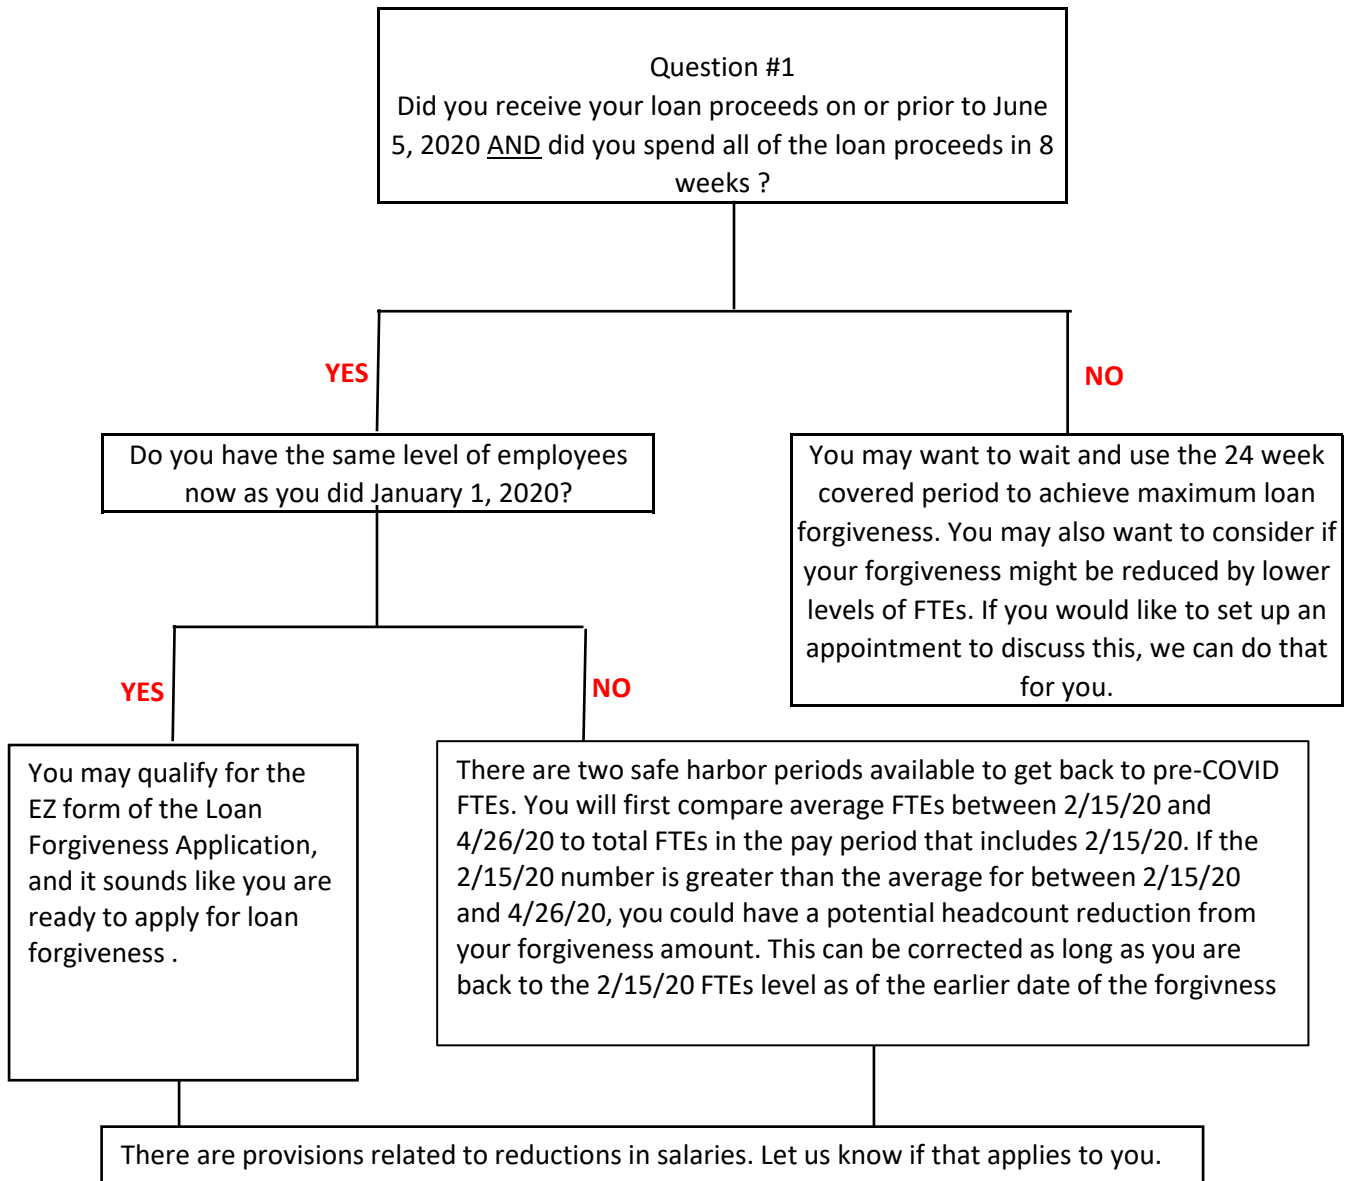 Question #1
Did you receive your loan proceeds on or prior to June
5, 2020 AND did you spend all of the loan proceeds in 8
weeks ?
YES
NO
Do you have the same level of employees
now as you did January 1, 2020?
You may want to wait and use the 24 week
covered period to achieve maximum loan
forgiveness. You may also want to consider if
your forgiveness might be reduced by lower
levels of FTEs. If you would like to set up an
appointment to discuss this, we can do that
for you.
YES
NO
You may qualify for the
EZ form of the Loan
Forgiveness Application,
and it sounds like you are
ready to apply for loan
forgiveness .
There are two safe harbor periods available to get back to pre-COVID
FTEs. You will first compare average FTEs between 2/15/20 and
4/26/20 to total FTEs in the pay period that includes 2/15/20. If the
2/15/20 number is greater than the average for between 2/15/20
and 4/26/20, you could have a potential headcount reduction from
your forgiveness amount. This can be corrected as long as you are
back to the 2/15/20 FTEs level as of the earlier date of the forgivness
There are provisions related to reductions in salaries. Let us know if that applies to you.